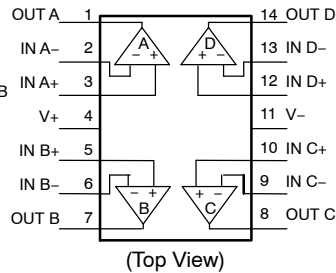 OUT A 1 14 OUT D
IN A− 2 A D 13 IN D−
− + + −
IN A+ 3 12 IN D+
B
V+ 4 11 V−
IN B+ 5 10 IN C+
IN B− 6 − + + − 9 IN C−
B C
OUT B 7 8 OUT C
(Top View)